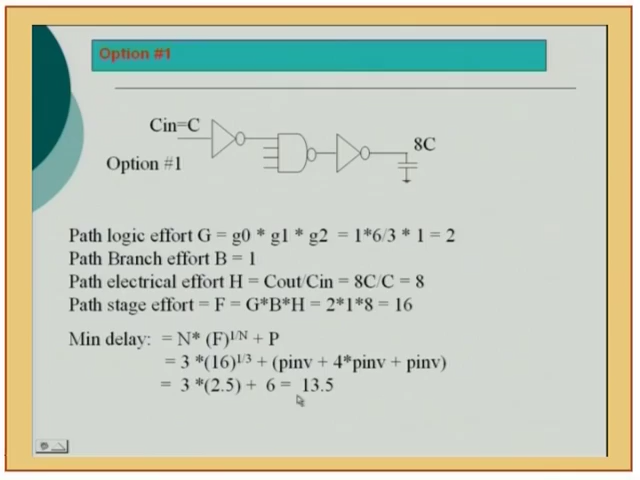 Option #1
Cin=C
8C
Option #1
Path logic effort G = g0 * g1 * g2 = 1*6/3 * 1 = 2
Path Branch effort B = 1
Path electrical effort H = Cout/Cin = 8C/C = 8
Path stage effort = F = G*B*H = 2*1*8 = 16
Min delay: = N* (F)^1/N + P
= 3 *(16)^1/3 + (pinv + 4*pinv + pinv)
= 3 *(2.5) + 6 = 13.5